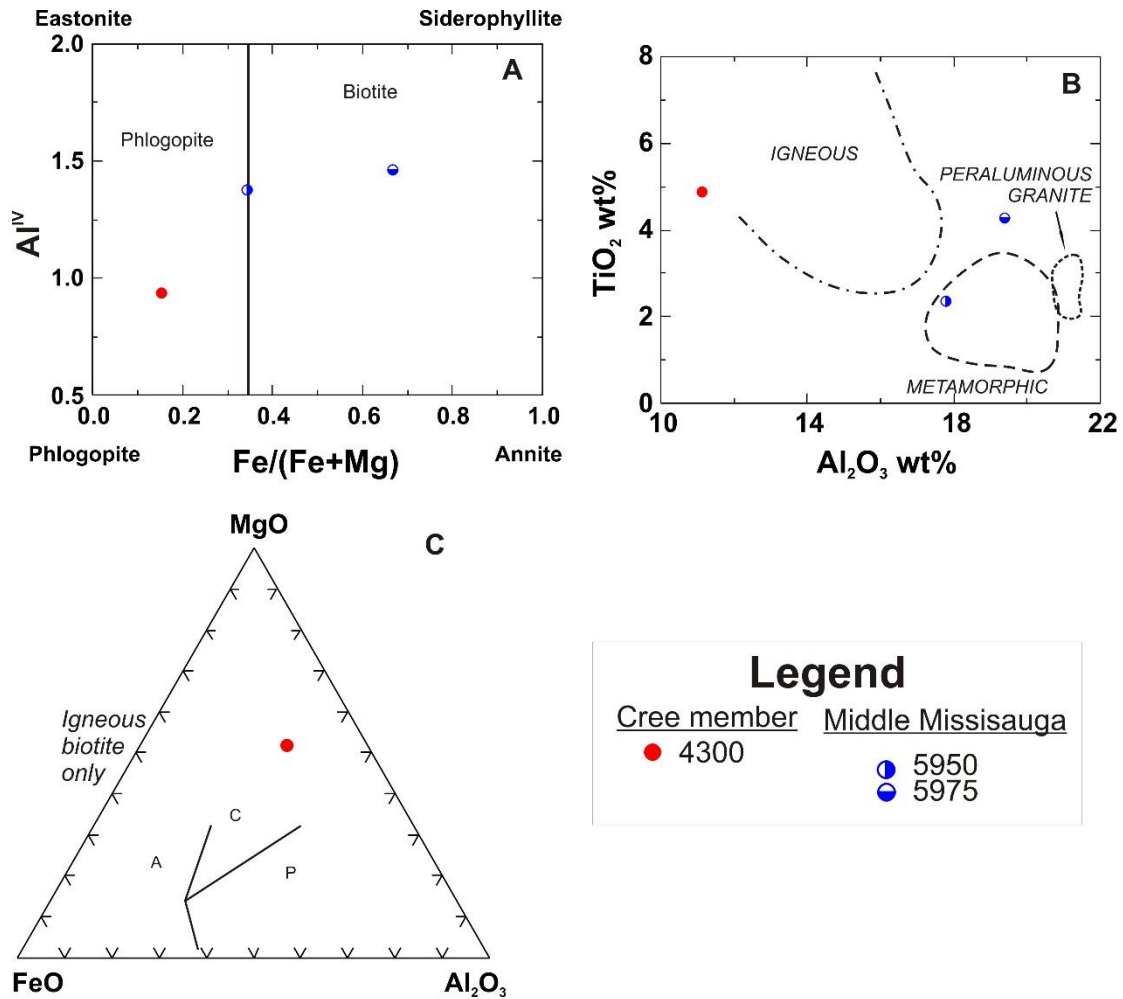 Eastonite Siderophyllite
2.0
A
Biotite
Phlogopite
1.5
Al^IV
1.0
0.5
0.0 0.2 0.4 0.6 0.8 1.0
Phlogopite Fe/(Fe+Mg) Annite
8
B
6
IGNEOUS
PERALUMINOUS
GRANITE
TiO₂ wt%
4
2
METAMORPHIC
0
10 14 18 22
Al₂O₃ wt%
MgO
C
Igneous
biotite
only
C
A
P
FeO Al₂O₃
Legend
Cree member Middle Missisauga
4300
5950
5975